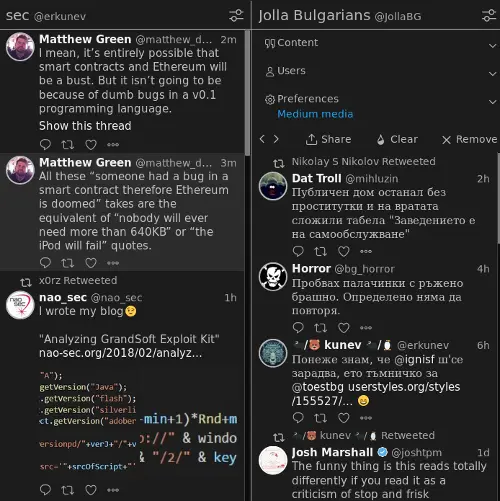 sec @erkunev
Matthew Green @matthew_d... 2m
I mean, it's entirely possible that
smart contracts and Ethereum will
be a bust. But it isn't going to be
because of dumb bugs in a v0.1
programming language.
Show this thread
Matthew Green @matthew_d... 3m
All these “someone had a bug in a
smart contract therefore Ethereum
is doomed” takes are the
equivalent of “nobody will ever
need more than 640KB” or “the
iPod will fail” quotes.
x0rz Retweeted
nao_sec @nao_sec 1h
I wrote my blog🤨
"Analyzing GrandSoft Exploit Kit"
nao-sec.org/2018/02/analyz...
"A");
getVersion("Java");
").getVersion("flash");
").getVersion("silverli
ect.getVersion("adober
versionpd/"+verJ+"/"+v
src='"+srcOfScript+"'
-min+1)*Rnd+m
p://" & windo
& "/2/" & key
Jolla Bulgarians @JollaBG
Content
Users
Preferences
Medium media
< > Share Clear × Remove
Nikolay S Nikolov Retweeted
Dat Troll @mihluzin 2h
Публичен дом останал без
проститутки и на вратата
сложили табела "Заведението е
на самообслужване"
Horror @bg_horror 4h
Пробвах палачинки с ръжено
брашно. Определено няма да
повторя.
/🐻 kunev / @erkunev 6h
Понеже знам, че @ignisf ш'се
зарадва, ето тъмничко за
@toestbg userstyles.org/styles
/155527/... 😀
/🐻 kunev / Retweeted
Josh Marshall @joshtpm 1d
The funny thing is this reads totally
differently if you read it as a
criticism of stop and frisk